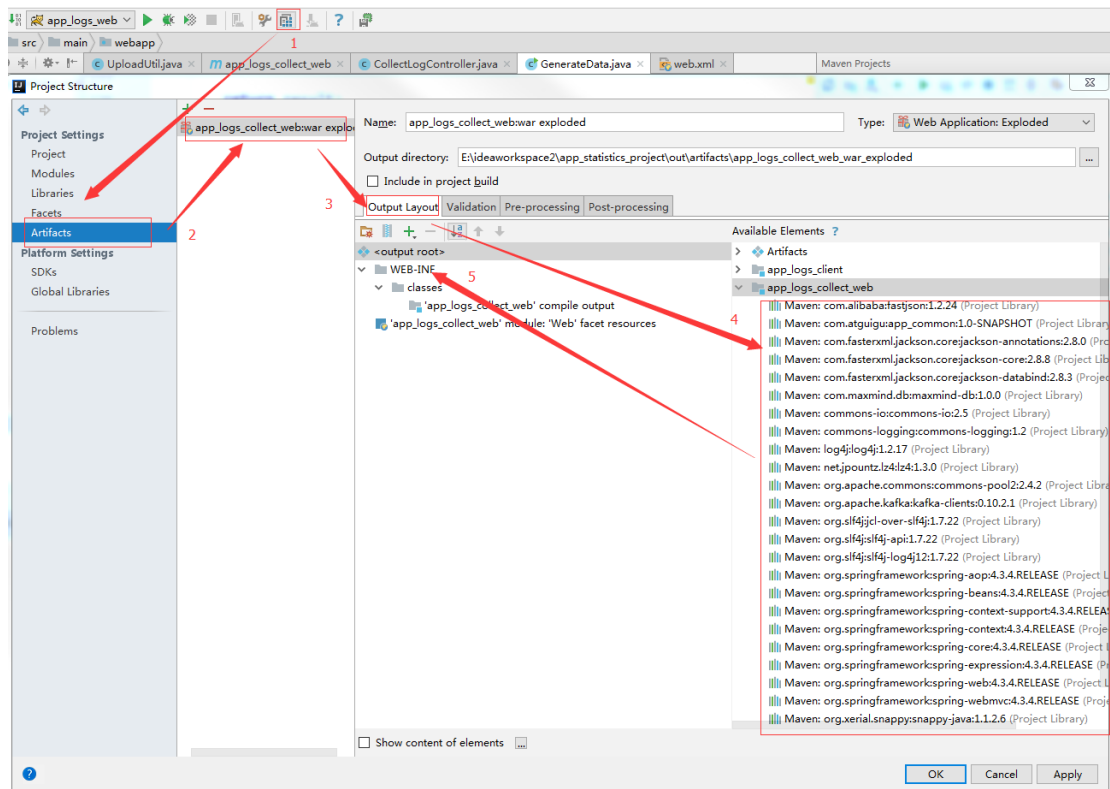 app_logs_web
src main webapp
1
UploadUtil.java app_logs_collect_web CollectLogController.java GenerateData.java web.xml Maven Projects
Project Structure
Project Settings
Project
Modules
Libraries
Facets
Artifacts
Platform Settings
SDKs
Global Libraries
Problems
app_logs_collect_web:war explo
2
3
Name: app_logs_collect_web:war exploded Type: Web Application: Exploded
Output directory: E:\ideaworkspace2\app_statistics_project\out\artifacts\app_logs_collect_web_war_exploded ...
Include in project build
Output Layout Validation Pre-processing Post-processing
<output root>
WEB-INF
5
classes
'app_logs_collect_web' compile output
'app_logs_collect_web' module: 'Web' facet resources
4
Available Elements ?
Artifacts
app_logs_client
app_logs_collect_web
Maven: com.alibaba:fastjson:1.2.24 (Project Library)
Maven: com.atguigu:app_common:1.0-SNAPSHOT (Project Library
Maven: com.fasterxml.jackson.core:jackson-annotations:2.8.0 (Pro
Maven: com.fasterxml.jackson.core:jackson-core:2.8.8 (Project Lib
Maven: com.fasterxml.jackson.core:jackson-databind:2.8.3 (Projec
Maven: com.maxmind.db:maxmind-db:1.0.0 (Project Library)
Maven: commons-io:commons-io:2.5 (Project Library)
Maven: commons-logging:commons-logging:1.2 (Project Library)
Maven: log4j:log4j:1.2.17 (Project Library)
Maven: net.jpountz.lz4:lz4:1.3.0 (Project Library)
Maven: org.apache.commons:commons-pool2:2.4.2 (Project Libra
Maven: org.apache.kafka:kafka-clients:0.10.2.1 (Project Library)
Maven: org.slf4j:jcl-over-slf4j:1.7.22 (Project Library)
Maven: org.slf4j:slf4j-api:1.7.22 (Project Library)
Maven: org.slf4j:slf4j-log4j12:1.7.22 (Project Library)
Maven: org.springframework:spring-aop:4.3.4.RELEASE (Project L
Maven: org.springframework:spring-beans:4.3.4.RELEASE (Project
Maven: org.springframework:spring-context-support:4.3.4.RELEA
Maven: org.springframework:spring-context:4.3.4.RELEASE (Proje
Maven: org.springframework:spring-core:4.3.4.RELEASE (Project L
Maven: org.springframework:spring-expression:4.3.4.RELEASE (Pr
Maven: org.springframework:spring-web:4.3.4.RELEASE (Project L
Maven: org.springframework:spring-webmvc:4.3.4.RELEASE (Proje
Maven: org.xerial.snappy:snappy-java:1.1.2.6 (Project Library)
Show content of elements ...
OK Cancel Apply